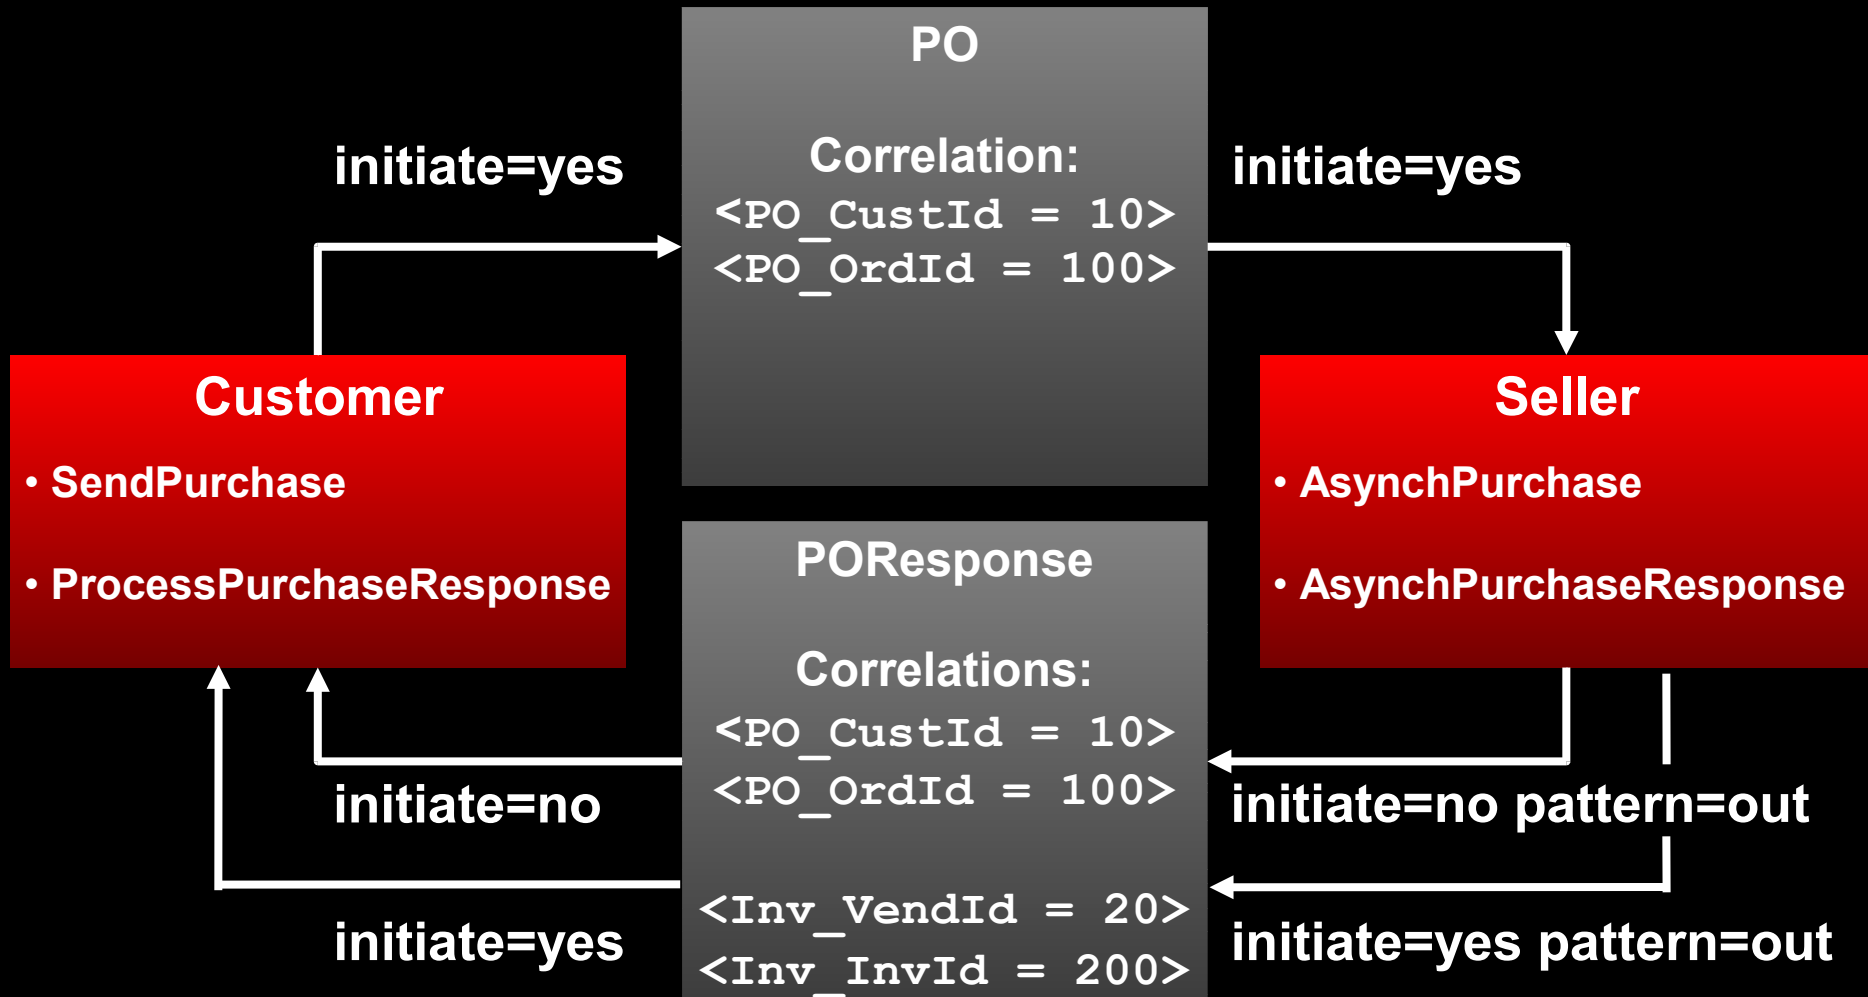 PO
Correlation:
<PO_CustId = 10>
<PO_OrdId = 100>
initiate=yes
initiate=yes
Customer
• SendPurchase
• ProcessPurchaseResponse
Seller
• AsynchPurchase
• AsynchPurchaseResponse
POResponse
Correlations:
<PO_CustId = 10>
<PO_OrdId = 100>
<Inv_VendId = 20>
<Inv_InvId = 200>
initiate=no
initiate=yes
initiate=no pattern=out
initiate=yes pattern=out